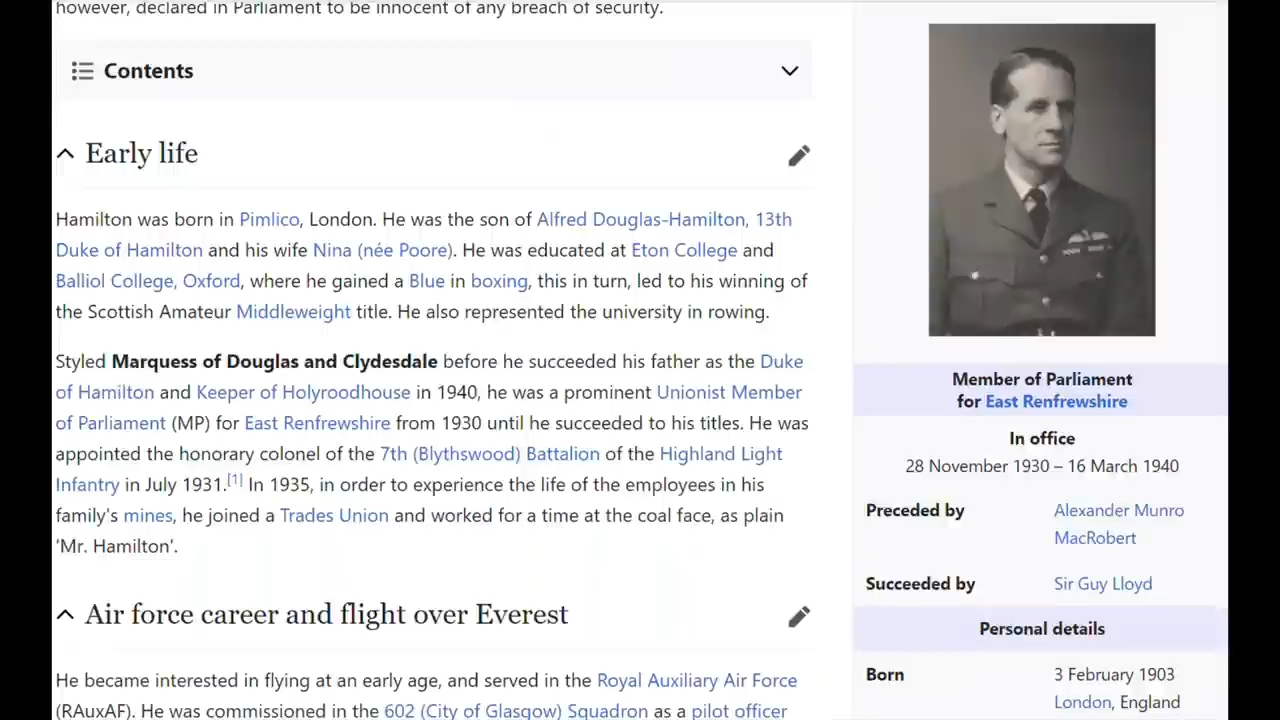 however, declared in Parliament to be innocent of any breach of security.
Contents
Early life
Hamilton was born in Pimlico, London. He was the son of Alfred Douglas-Hamilton, 13th
Duke of Hamilton and his wife Nina (née Poore). He was educated at Eton College and
Balliol College, Oxford, where he gained a Blue in boxing, this in turn, led to his winning of
the Scottish Amateur Middleweight title. He also represented the university in rowing.
Styled Marquess of Douglas and Clydesdale before he succeeded his father as the Duke
of Hamilton and Keeper of Holyroodhouse in 1940, he was a prominent Unionist Member
of Parliament (MP) for East Renfrewshire from 1930 until he succeeded to his titles. He was
appointed the honorary colonel of the 7th (Blythswood) Battalion of the Highland Light
Infantry in July 1931.[1] In 1935, in order to experience the life of the employees in his
family's mines, he joined a Trades Union and worked for a time at the coal face, as plain
'Mr. Hamilton'.
Air force career and flight over Everest
He became interested in flying at an early age, and served in the Royal Auxiliary Air Force
(RAuxAF). He was commissioned in the 602 (City of Glasgow) Squadron as a pilot officer
Member of Parliament
for East Renfrewshire
In office
28 November 1930 – 16 March 1940
Preceded by Alexander Munro
MacRobert
Succeeded by Sir Guy Lloyd
Personal details
Born 3 February 1903
London, England